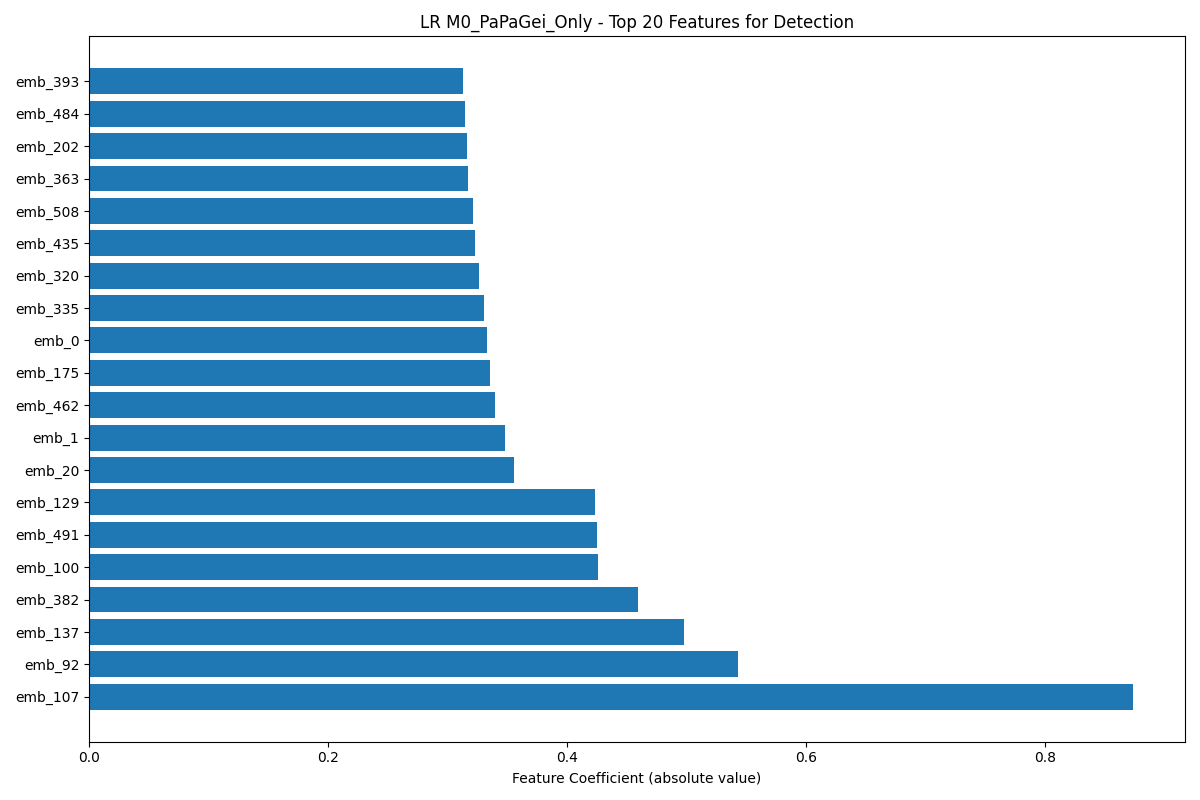 LR M0_PaPaGei_Only - Top 20 Features for Detection
emb_393
emb_484
emb_202
emb_363
emb_508
emb_435
emb_320
emb_335
emb_0
emb_175
emb_462
emb_1
emb_20
emb_129
emb_491
emb_100
emb_382
emb_137
emb_92
emb_107
0.0 0.2 0.4 0.6 0.8
Feature Coefficient (absolute value)